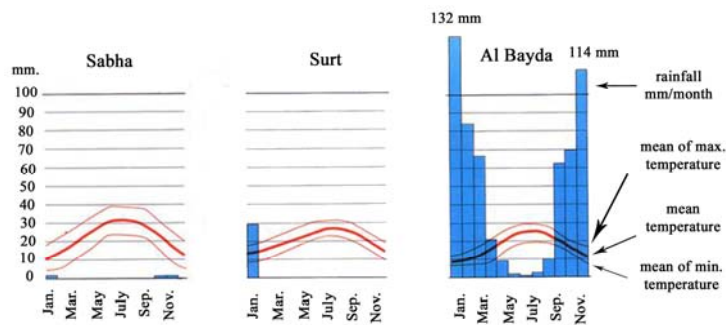 132 mm
114 mm
Sabha
Surt
Al Bayda
mm.
100
90
80
70
60
50
40
30
20
10
0
rainfall
mm/month
mean of max.
temperature
mean
temperature
mean of min.
temperature
Jan.
Mar.
May
July
Sep.
Nov.
Jan.
Mar.
May
July
Sep.
Nov.
Jan.
Mar.
May
July
Sep.
Nov.